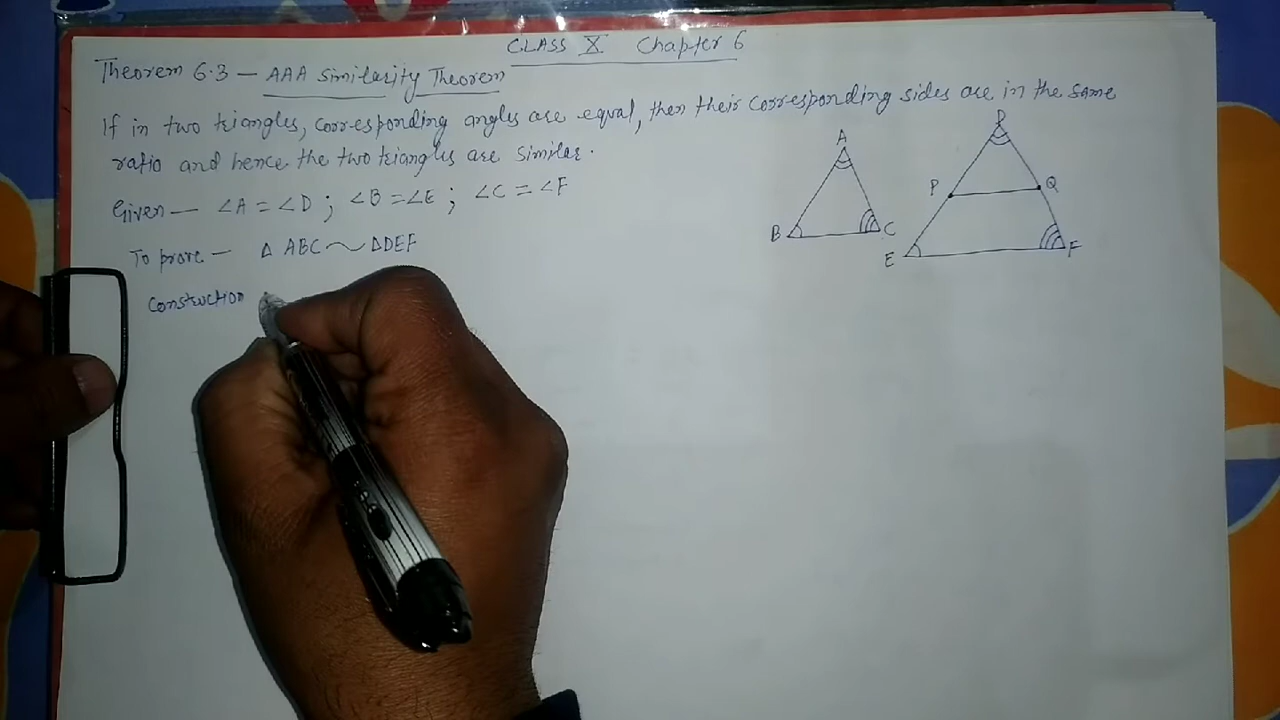 CLASS X Chapter 6
Theorem 6.3 — AAA Similarity Theorem
If in two triangles, corresponding angles are equal, then their corresponding sides are in the same
ratio and hence the two triangles are similar.
Given — ∠A = ∠D ; ∠B = ∠E ; ∠C = ∠F
To prove — Δ ABC ~ ΔDEF
Construction
A
B
C
D
P
Q
E
F